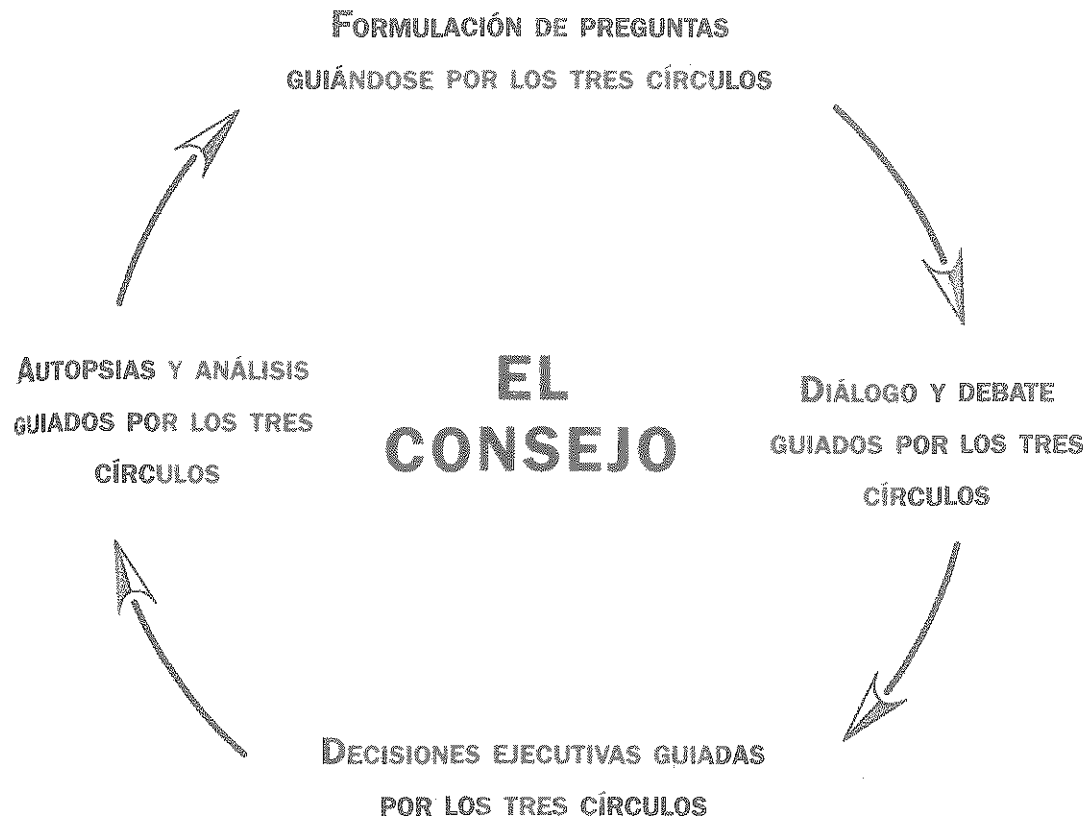 FORMULACIÓN DE PREGUNTAS
GUIÁNDOSE POR LOS TRES CÍRCULOS
DIÁLOGO Y DEBATE
GUIADOS POR LOS TRES
CÍRCULOS
DECISIONES EJECUTIVAS GUIADAS
POR LOS TRES CÍRCULOS
AUTOPSIAS Y ANÁLISIS
GUIADOS POR LOS TRES
CÍRCULOS
EL
CONSEJO